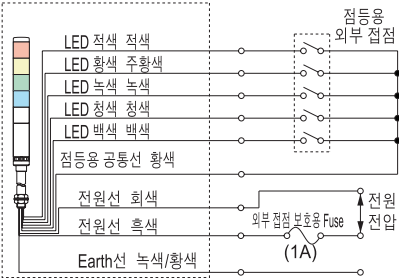 점등용
외부 접점
LED 적색 적색
LED 황색 주황색
LED 녹색 녹색
LED 청색 청색
LED 백색 백색
점등용 공통선 황색
전원선 회색
전원선 흑색
외부 접점 보호용 Fuse
(1A)
전원
전압
Earth선 녹색/황색